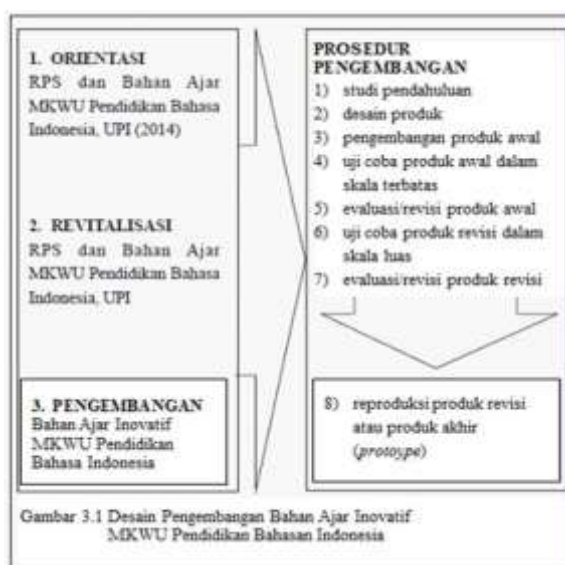 1. ORIENTASI
RPS dan Bahan Ajar
MKWU Pendidikan Bahasa
Indonesia, UPI (2014)
2. REVITALISASI
RPS dan Bahan Ajar
MKWU Pendidikan Bahasa
Indonesia, UPI
3. PENGEMBANGAN
Bahan Ajar Inovatif
MKWU Pendidikan
Bahasa Indonesia
PROSEDUR
PENGEMBANGAN
1) studi pendahuluan
2) desain produk
3) pengembangan produk awal
4) uji coba produk awal dalam
skala terbatas
5) evaluasi/revisi produk awal
6) uji coba produk revisi dalam
skala luas
7) evaluasi/revisi produk revisi
8) reproduksi produk revisi
atau produk akhir
(protoype)
Gambar 3.1 Desain Pengembangan Bahan Ajar Inovatif
MKWU Pendidikan Bahasan Indonesia